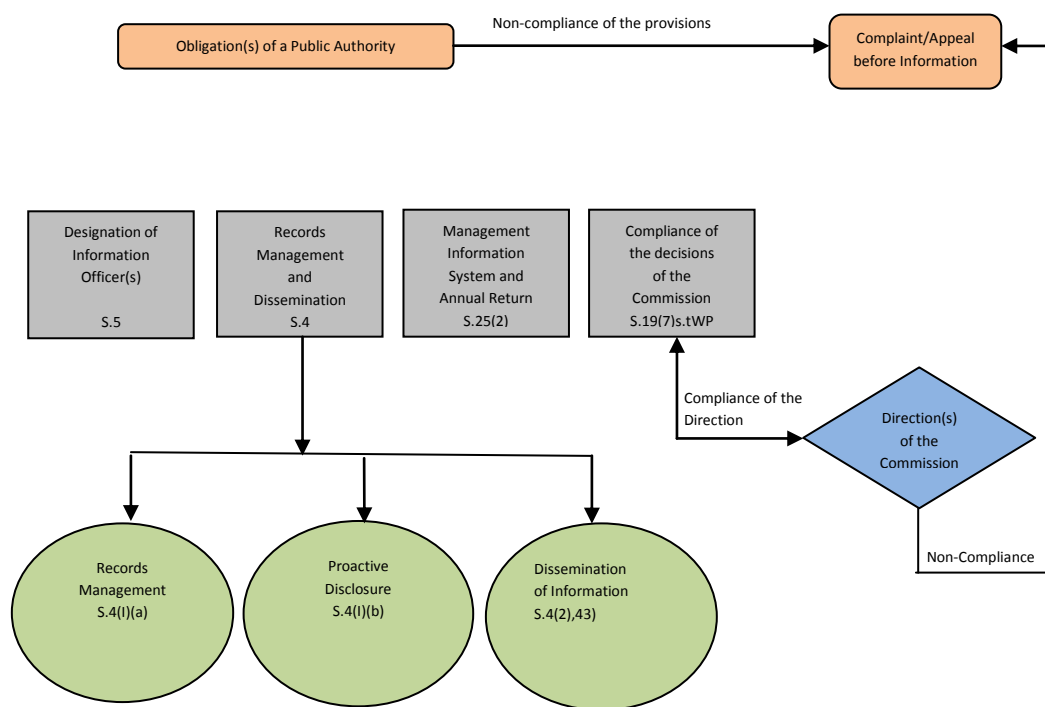 Non-compliance of the provisions
Obligation(s) of a Public Authority
Complaint/Appeal
before Information
Designation of
Information
Officer(s)
S.5
Records
Management
and
Dissemination
S.4
Management
Information
System and
Annual Return
S.25(2)
Compliance of
the decisions
of the
Commission
S.19(7)s.tWP
Compliance of the
Direction
Direction(s)
of the
Commission
Non-Compliance
Records
Management
S.4(I)(a)
Proactive
Disclosure
S.4(I)(b)
Dissemination
of Information
S.4(2),43)